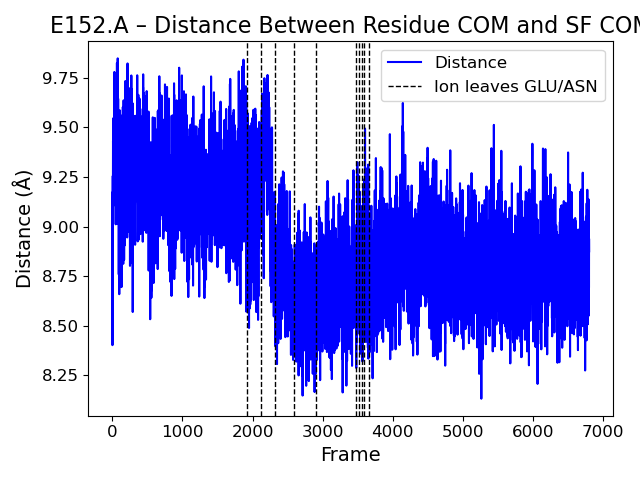 E152.A – Distance Between Residue COM and SF COM
Distance
Ion leaves GLU/ASN
Distance (Å)
9.75
9.50
9.25
9.00
8.75
8.50
8.25
0 1000 2000 3000 4000 5000 6000 7000
Frame